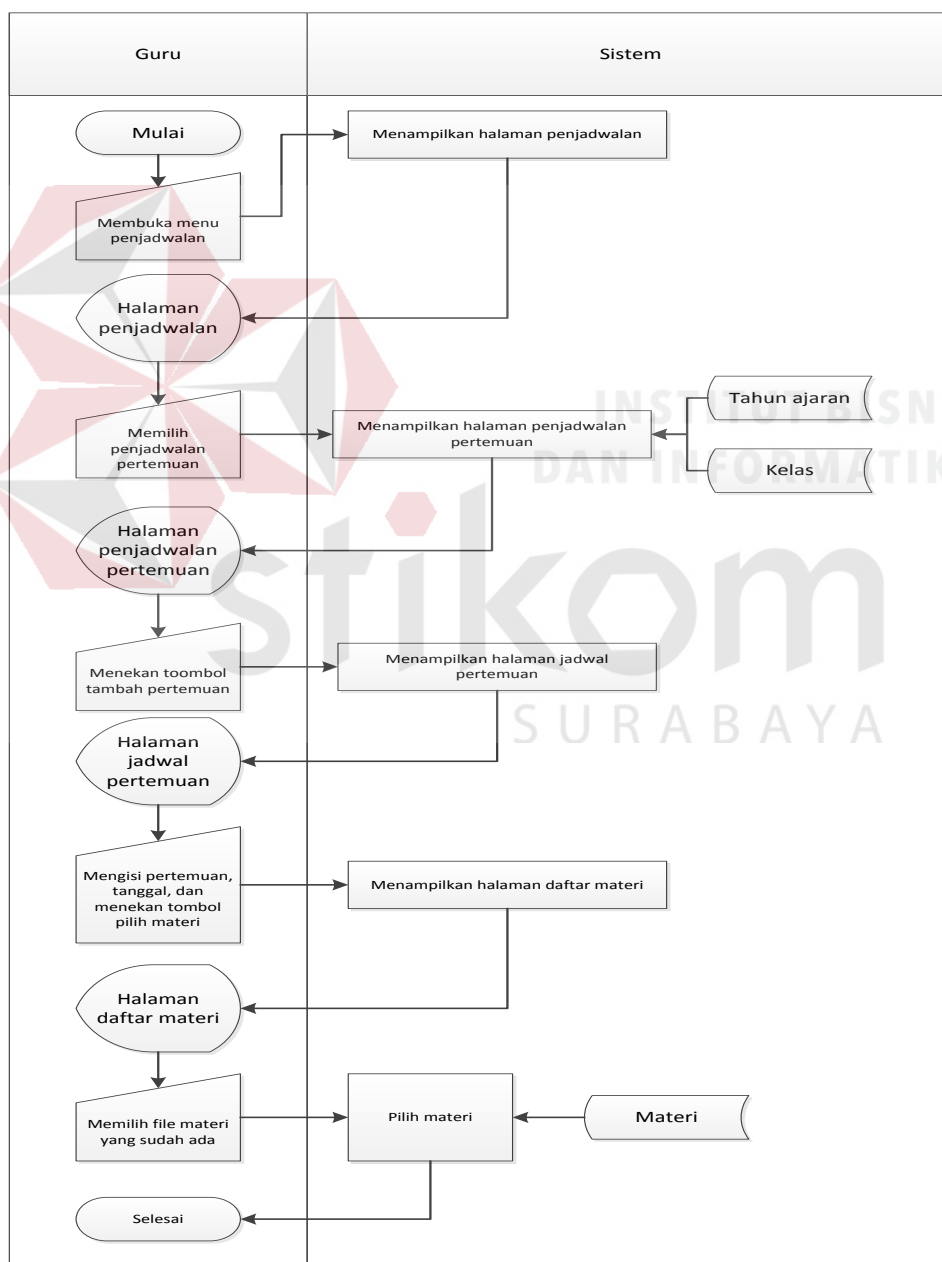 Guru
Sistem
Mulai
Menampilkan halaman penjadwalan
Membuka menu
penjadwalan
Halaman
penjadwalan
Memilih
penjadwalan
pertemuan
Menampilkan halaman penjadwalan
pertemuan
Tahun ajaran
Kelas
INSTITUT BISN
DAN INFORMATIK
Halaman
penjadwalan
pertemuan
stikom
SURABAYA
Menekan toombol
tambah pertemuan
Menampilkan halaman jadwal
pertemuan
Halaman
jadwal
pertemuan
Mengisi pertemuan,
tanggal, dan
menekan tombol
pilih materi
Menampilkan halaman daftar materi
Halaman
daftar materi
Memilih file materi
yang sudah ada
Pilih materi
Materi
Selesai